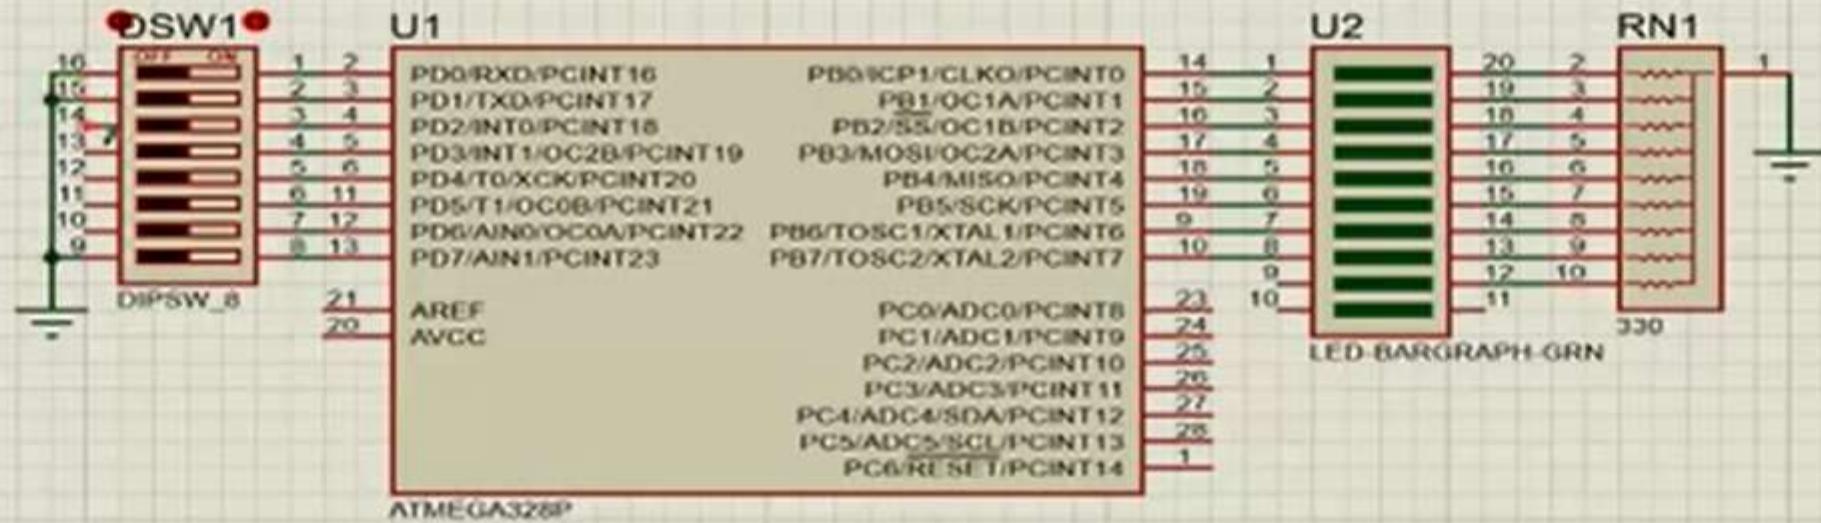 DSW1
OFF ON
16 1
15 2
14 3
13 4
12 5
11 6
10 7
9 8
DIPSW_8
U1
2 PD0/RXD/PCINT16
3 PD1/TXD/PCINT17
4 PD2/INT0/PCINT18
5 PD3/INT1/OC2B/PCINT19
6 PD4/T0/XCK/PCINT20
11 PD5/T1/OC0B/PCINT21
12 PD6/AIN0/OC0A/PCINT22
13 PD7/AIN1/PCINT23
21 AREF
20 AVCC
PB0/ICP1/CLKO/PCINT0 14
PB1/OC1A/PCINT1 15
PB2/SS/OC1B/PCINT2 16
PB3/MOSI/OC2A/PCINT3 17
PB4/MISO/PCINT4 18
PB5/SCK/PCINT5 19
PB6/TOSC1/XTAL1/PCINT6 9
PB7/TOSC2/XTAL2/PCINT7 10
PC0/ADC0/PCINT8 23
PC1/ADC1/PCINT9 24
PC2/ADC2/PCINT10 25
PC3/ADC3/PCINT11 26
PC4/ADC4/SDA/PCINT12 27
PC5/ADC5/SCL/PCINT13 28
PC6/RESET/PCINT14 1
ATMEGA328P
U2
1 20
2 19
3 18
4 17
5 16
6 15
7 14
8 13
9 12
10 11
LED-BARGRAPH-GRN
RN1
2 1
3
4
5
6
7
8
9
10
330